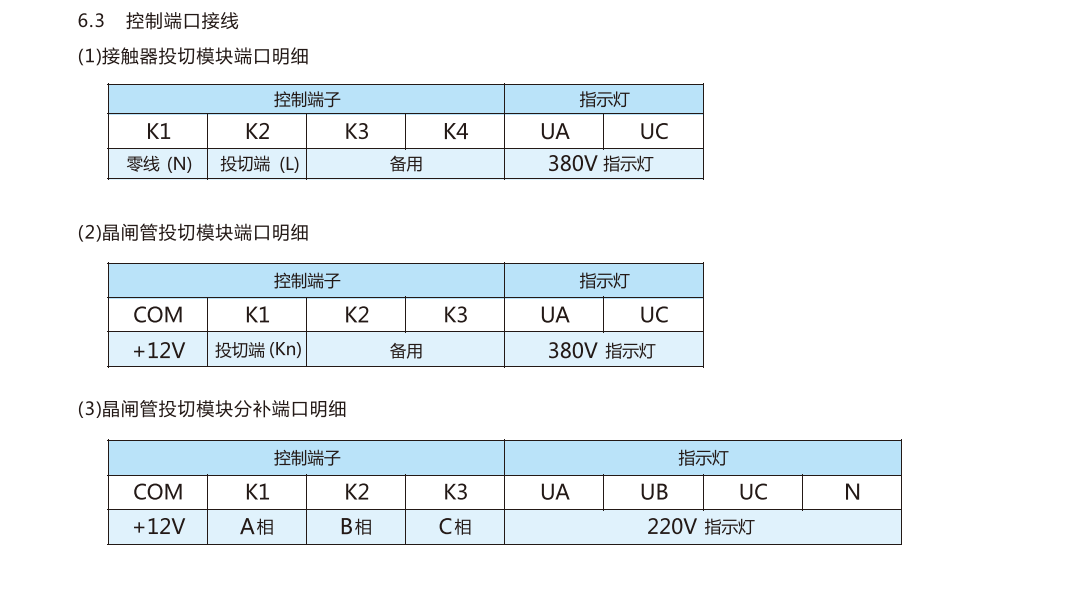 6.3 控制端口接线
(1)接触器投切模块端口明细
控制端子 指示灯
K1 K2 K3 K4 UA UC
零线 (N) 投切端 (L) 备用 380V 指示灯
(2)晶闸管投切模块端口明细
控制端子 指示灯
COM K1 K2 K3 UA UC
+12V 投切端 (Kn) 备用 380V 指示灯
(3)晶闸管投切模块分补端口明细
控制端子 指示灯
COM K1 K2 K3 UA UB UC N
+12V A相 B相 C相 220V 指示灯